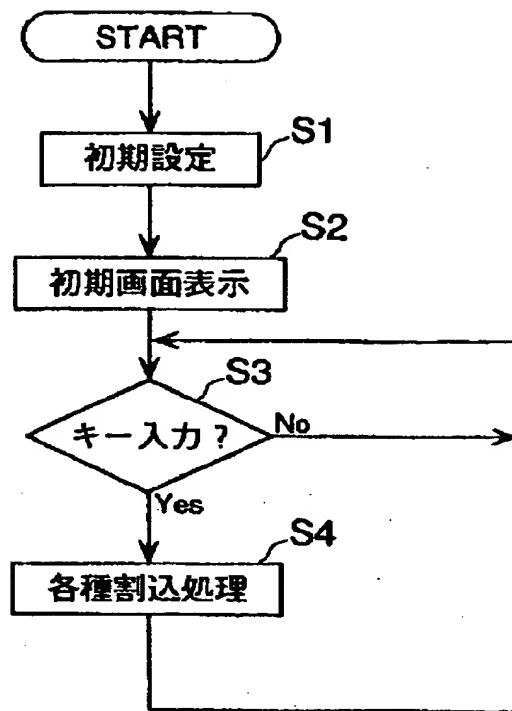 START
S1
初期設定
S2
初期画面表示
S3
キー入力?
No
Yes
S4
各種割込処理